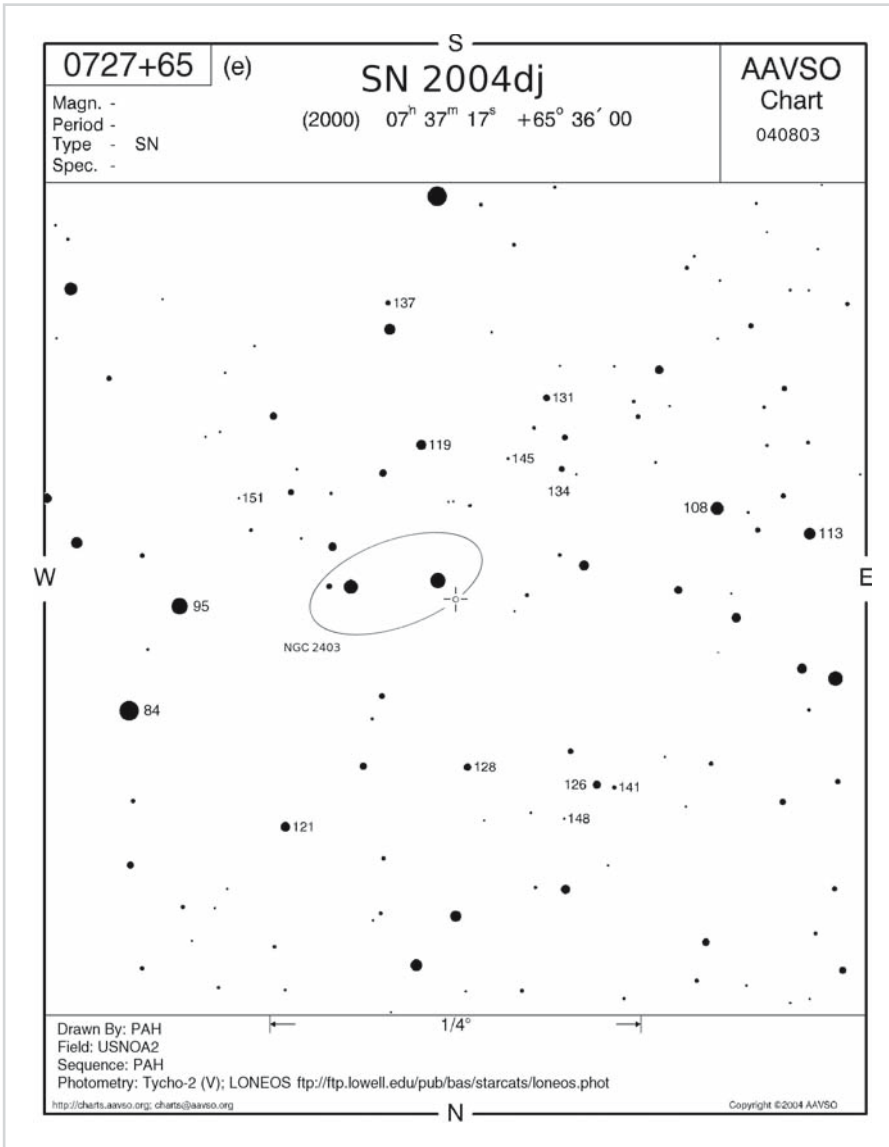 S
0727+65 (e)
SN 2004dj
AAVSO
Chart
040803
Magn. -
Period -
Type - SN
Spec. -
(2000) 07h 37m 17s +65° 36′ 00
137
131
119
145
134
151
108
113
W
E
95
NGC 2403
84
128
126
141
148
121
1/4°
Drawn By: PAH
Field: USNOA2
Sequence: PAH
Photometry: Tycho-2 (V); LONEOS ftp://ftp.lowell.edu/pub/bas/starcats/loneos.phot
http://charts.aavso.org; charts@aavso.org
N
Copyright ©2004 AAVSO